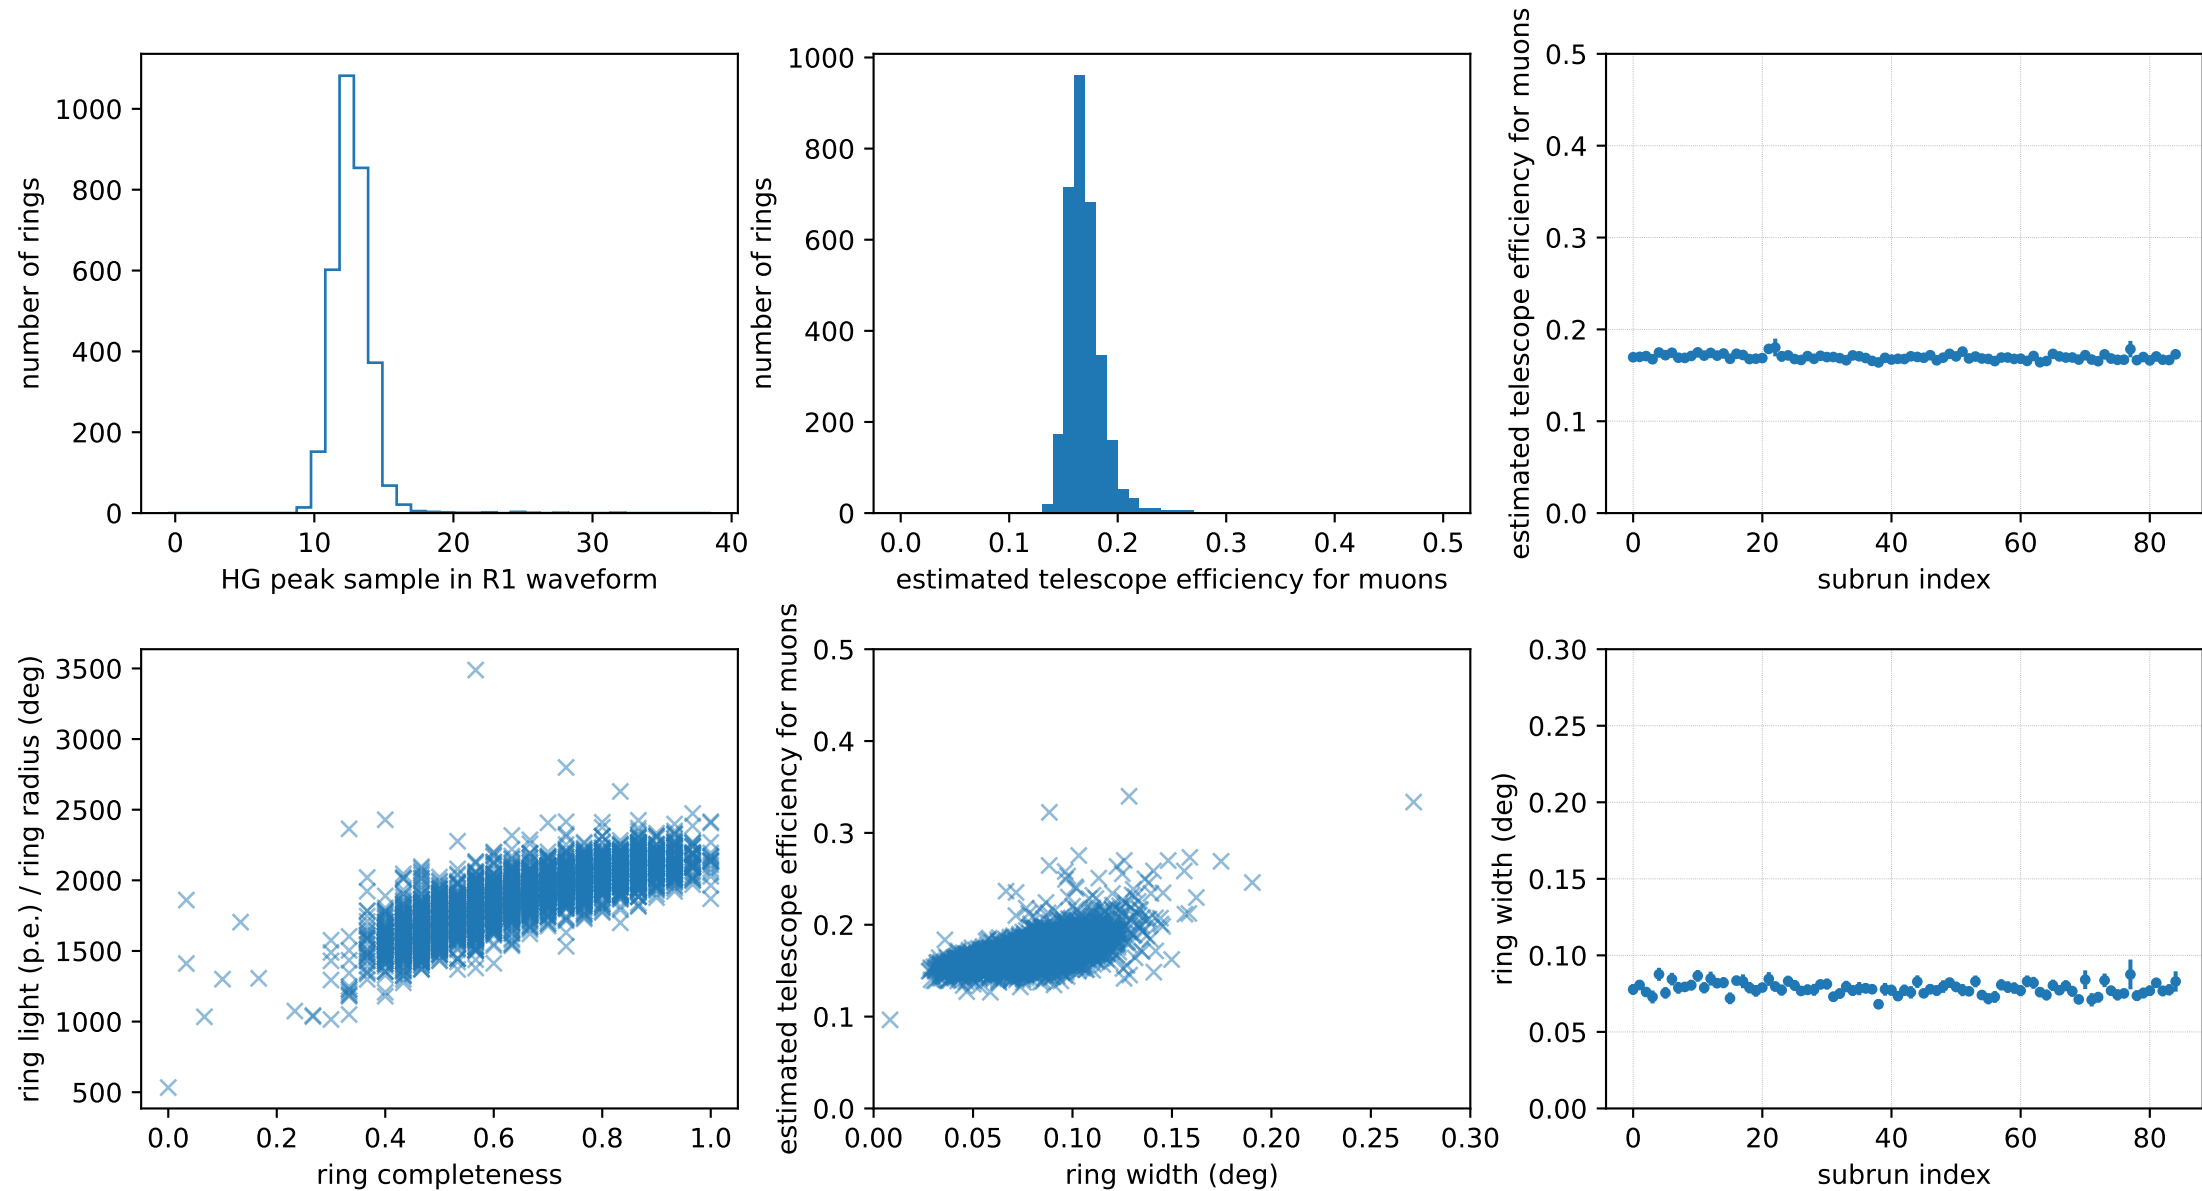 number of rings
1000
800
600
400
200
0
0 10 20 30 40
HG peak sample in R1 waveform
number of rings
1000
800
600
400
200
0
0.0 0.1 0.2 0.3 0.4 0.5
estimated telescope efficiency for muons
estimated telescope efficiency for muons
0.5
0.4
0.3
0.2
0.1
0.0
0 20 40 60 80
subrun index
ring light (p.e.) / ring radius (deg)
3500
3000
2500
2000
1500
1000
500
0.0 0.2 0.4 0.6 0.8 1.0
ring completeness
estimated telescope efficiency for muons
0.5
0.4
0.3
0.2
0.1
0.0
0.00 0.05 0.10 0.15 0.20 0.25 0.30
ring width (deg)
ring width (deg)
0.30
0.25
0.20
0.15
0.10
0.05
0.00
0 20 40 60 80
subrun index